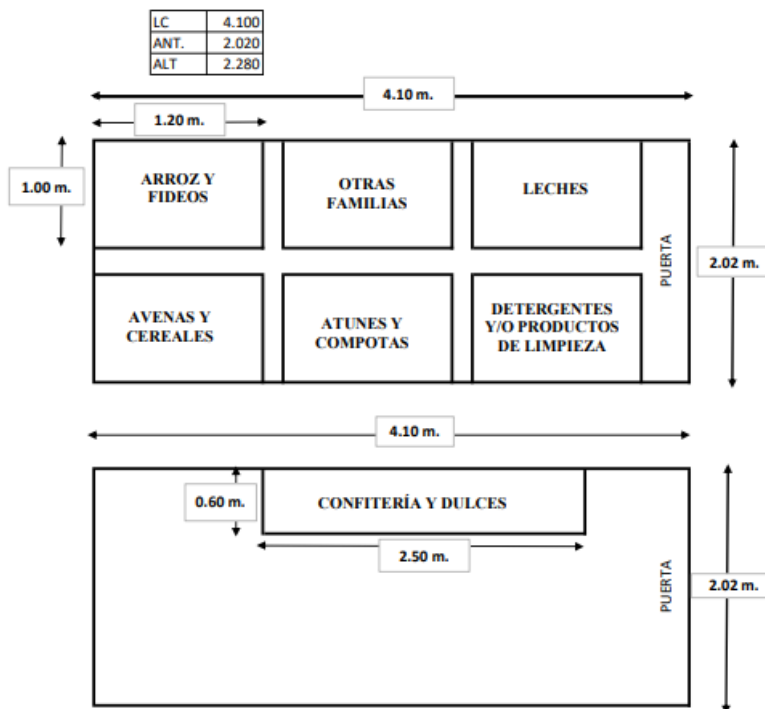 LC 4.100
ANT. 2.020
ALT 2.280
4.10 m.
1.20 m.
1.00 m.
ARROZ Y
FIDEOS
OTRAS
FAMILIAS
LECHES
PUERTA
2.02 m.
AVENAS Y
CEREALES
ATUNES Y
COMPOTAS
DETERGENTES
Y/O PRODUCTOS
DE LIMPIEZA
4.10 m.
0.60 m.
CONFITERÍA Y DULCES
2.50 m.
PUERTA
2.02 m.